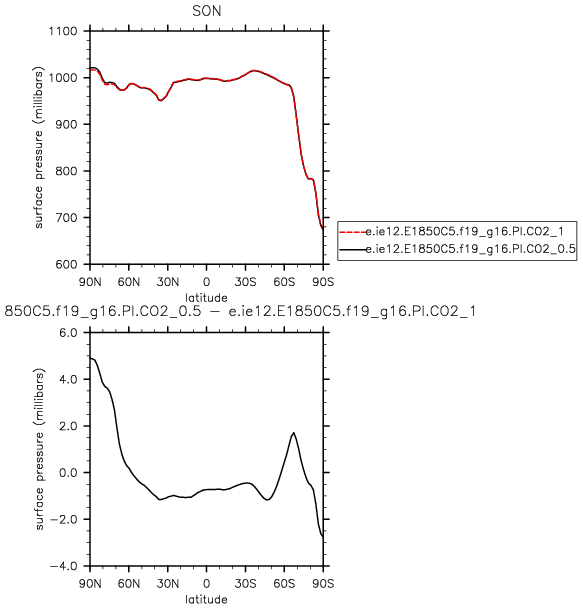 SON
1100
1000
900
800
700
600
surface pressure (millibars)
90N 60N 30N 0 30S 60S 90S
latitude
e.ie12.E1850C5.f19_g16.PI.CO2_1
e.ie12.E1850C5.f19_g16.PI.CO2_0.5
850C5.f19_g16.PI.CO2_0.5 – e.ie12.E1850C5.f19_g16.PI.CO2_1
6.0
4.0
2.0
0.0
−2.0
−4.0
surface pressure (millibars)
90N 60N 30N 0 30S 60S 90S
latitude